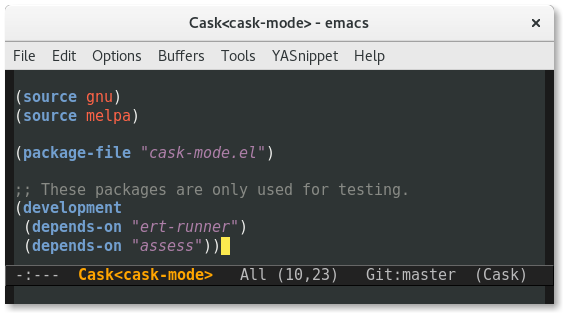 Cask<cask-mode> - emacs ×
File Edit Options Buffers Tools YASnippet Help
(source gnu)
(source melpa)
(package-file "cask-mode.el")
;; These packages are only used for testing.
(development
 (depends-on "ert-runner")
 (depends-on "assess"))
-:--- Cask<cask-mode> All (10,23) Git:master (Cask)